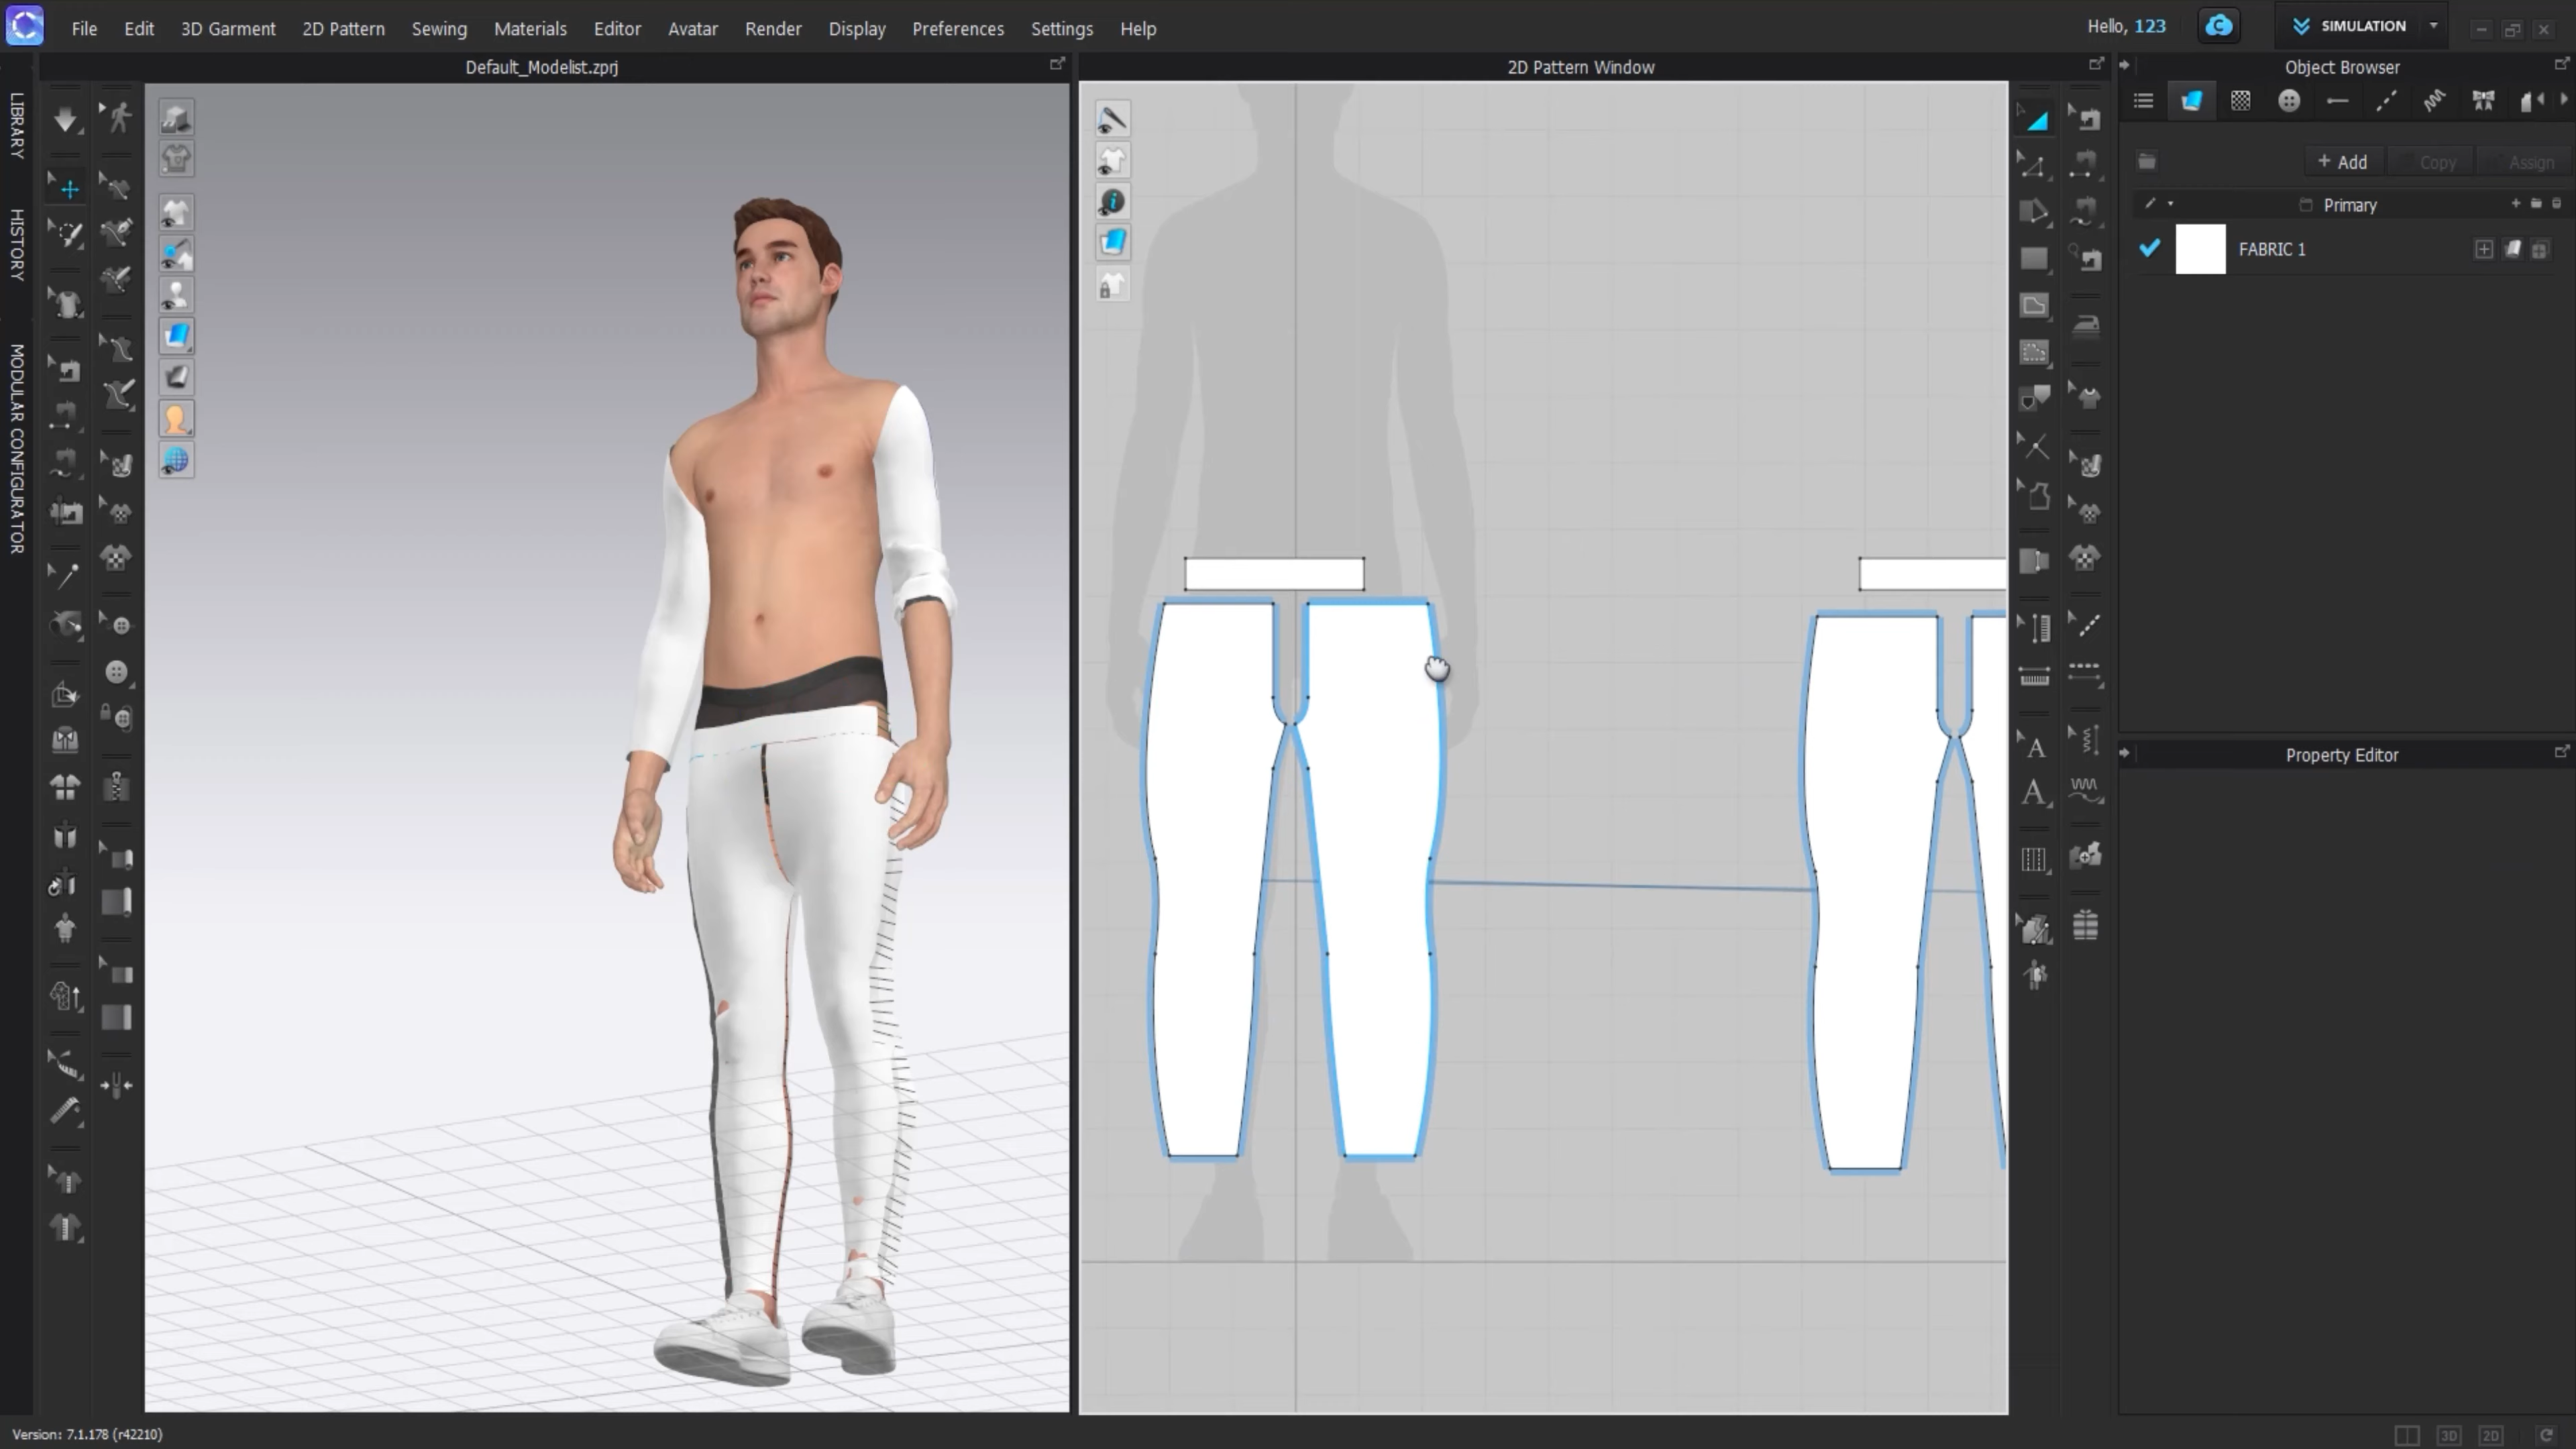 File Edit 3D Garment 2D Pattern Sewing Materials Editor Avatar Render Display Preferences Settings Help
Hello, 123
SIMULATION
Default_Modelist.zprj
2D Pattern Window
Object Browser
LIBRARY
HISTORY
MODULAR CONFIGURATOR
+ Add
Copy
Assign
Primary
FABRIC 1
Property Editor
A
A
Version: 7.1.178 (r42210)
3D
2D